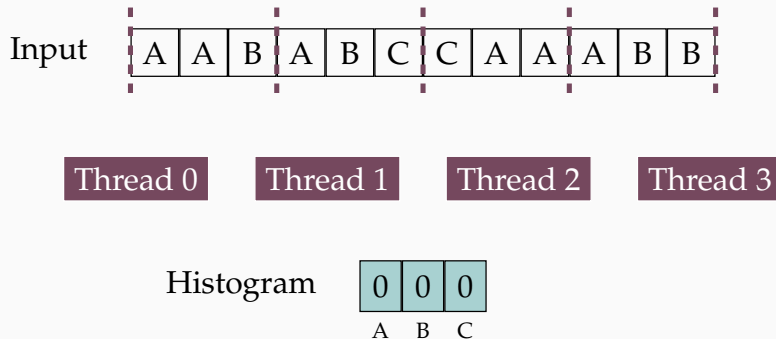 Input A A B A B C C A A A B B
Thread 0 Thread 1 Thread 2 Thread 3
Histogram 0 0 0
A B C